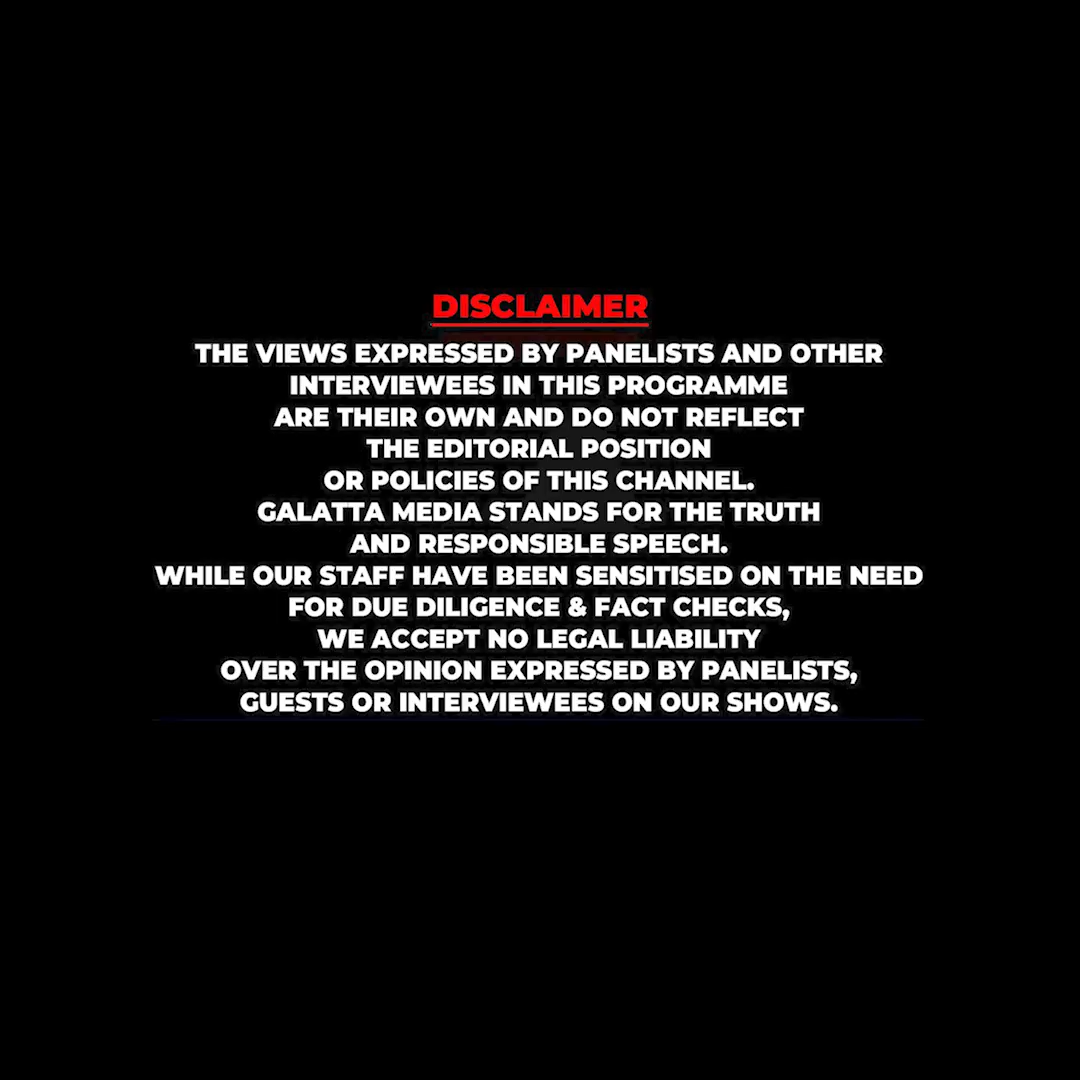 DISCLAIMER
THE VIEWS EXPRESSED BY PANELISTS AND OTHER
INTERVIEWEES IN THIS PROGRAMME
ARE THEIR OWN AND DO NOT REFLECT
THE EDITORIAL POSITION
OR POLICIES OF THIS CHANNEL.
GALATTA MEDIA STANDS FOR THE TRUTH
AND RESPONSIBLE SPEECH.
WHILE OUR STAFF HAVE BEEN SENSITISED ON THE NEED
FOR DUE DILIGENCE & FACT CHECKS,
WE ACCEPT NO LEGAL LIABILITY
OVER THE OPINION EXPRESSED BY PANELISTS,
GUESTS OR INTERVIEWEES ON OUR SHOWS.